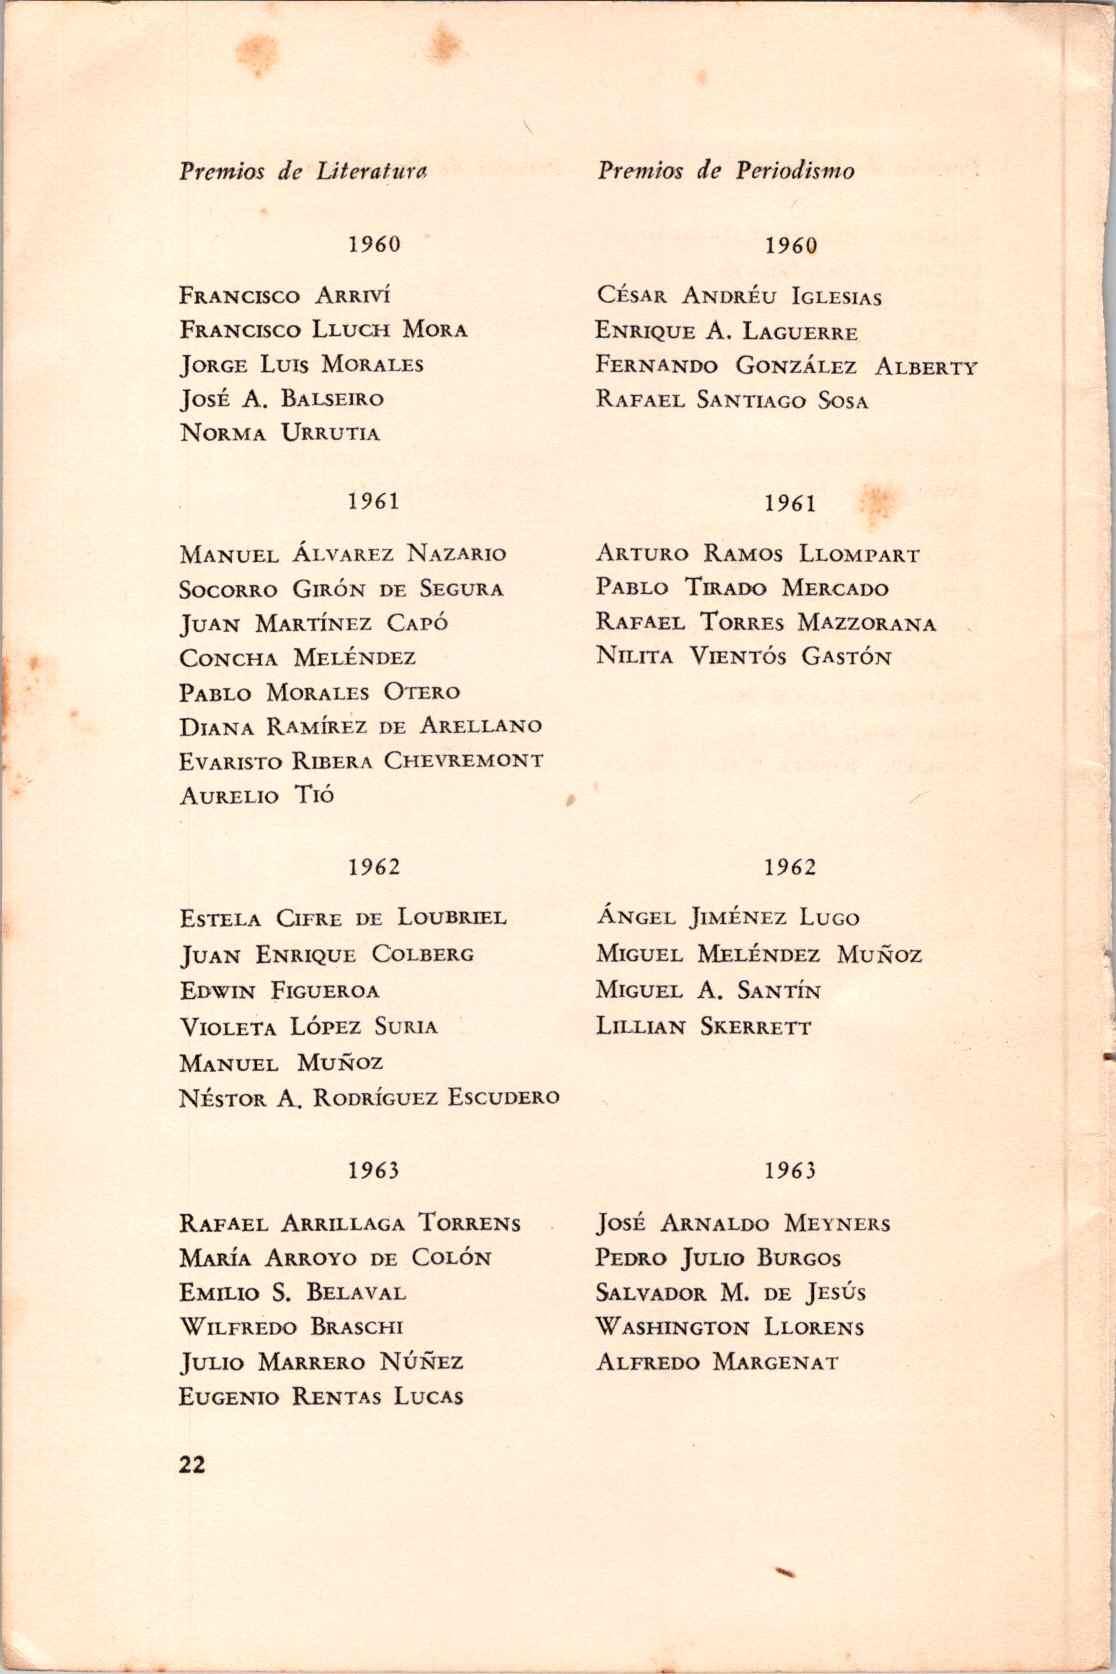 Premios de Literatura
1960
Francisco Arriví
Francisco Lluch Mora
Jorge Luis Morales
José A. Balseiro
Norma Urrutia
1961
Manuel Álvarez Nazario
Socorro Girón de Segura
Juan Martínez Capó
Concha Meléndez
Pablo Morales Otero
Diana Ramírez de Arellano
Evaristo Ribera Chevremont
Aurelio Tió
1962
Estela Cifre de Loubriel
Juan Enrique Colberg
Edwin Figueroa
Violeta López Suria
Manuel Muñoz
Néstor A. Rodríguez Escudero
1963
Rafael Arrillaga Torrens
María Arroyo de Colón
Emilio S. Belaval
Wilfredo Braschi
Julio Marrero Núñez
Eugenio Rentas Lucas
Premios de Periodismo
1960
César Andréu Iglesias
Enrique A. Laguerre
Fernando González Alberty
Rafael Santiago Sosa
1961
Arturo Ramos Llompart
Pablo Tirado Mercado
Rafael Torres Mazzorana
Nilita Vientós Gastón
1962
Ángel Jiménez Lugo
Miguel Meléndez Muñoz
Miguel A. Santín
Lillian Skerrett
1963
José Arnaldo Meyners
Pedro Julio Burgos
Salvador M. de Jesús
Washington Llorens
Alfredo Margenat
22